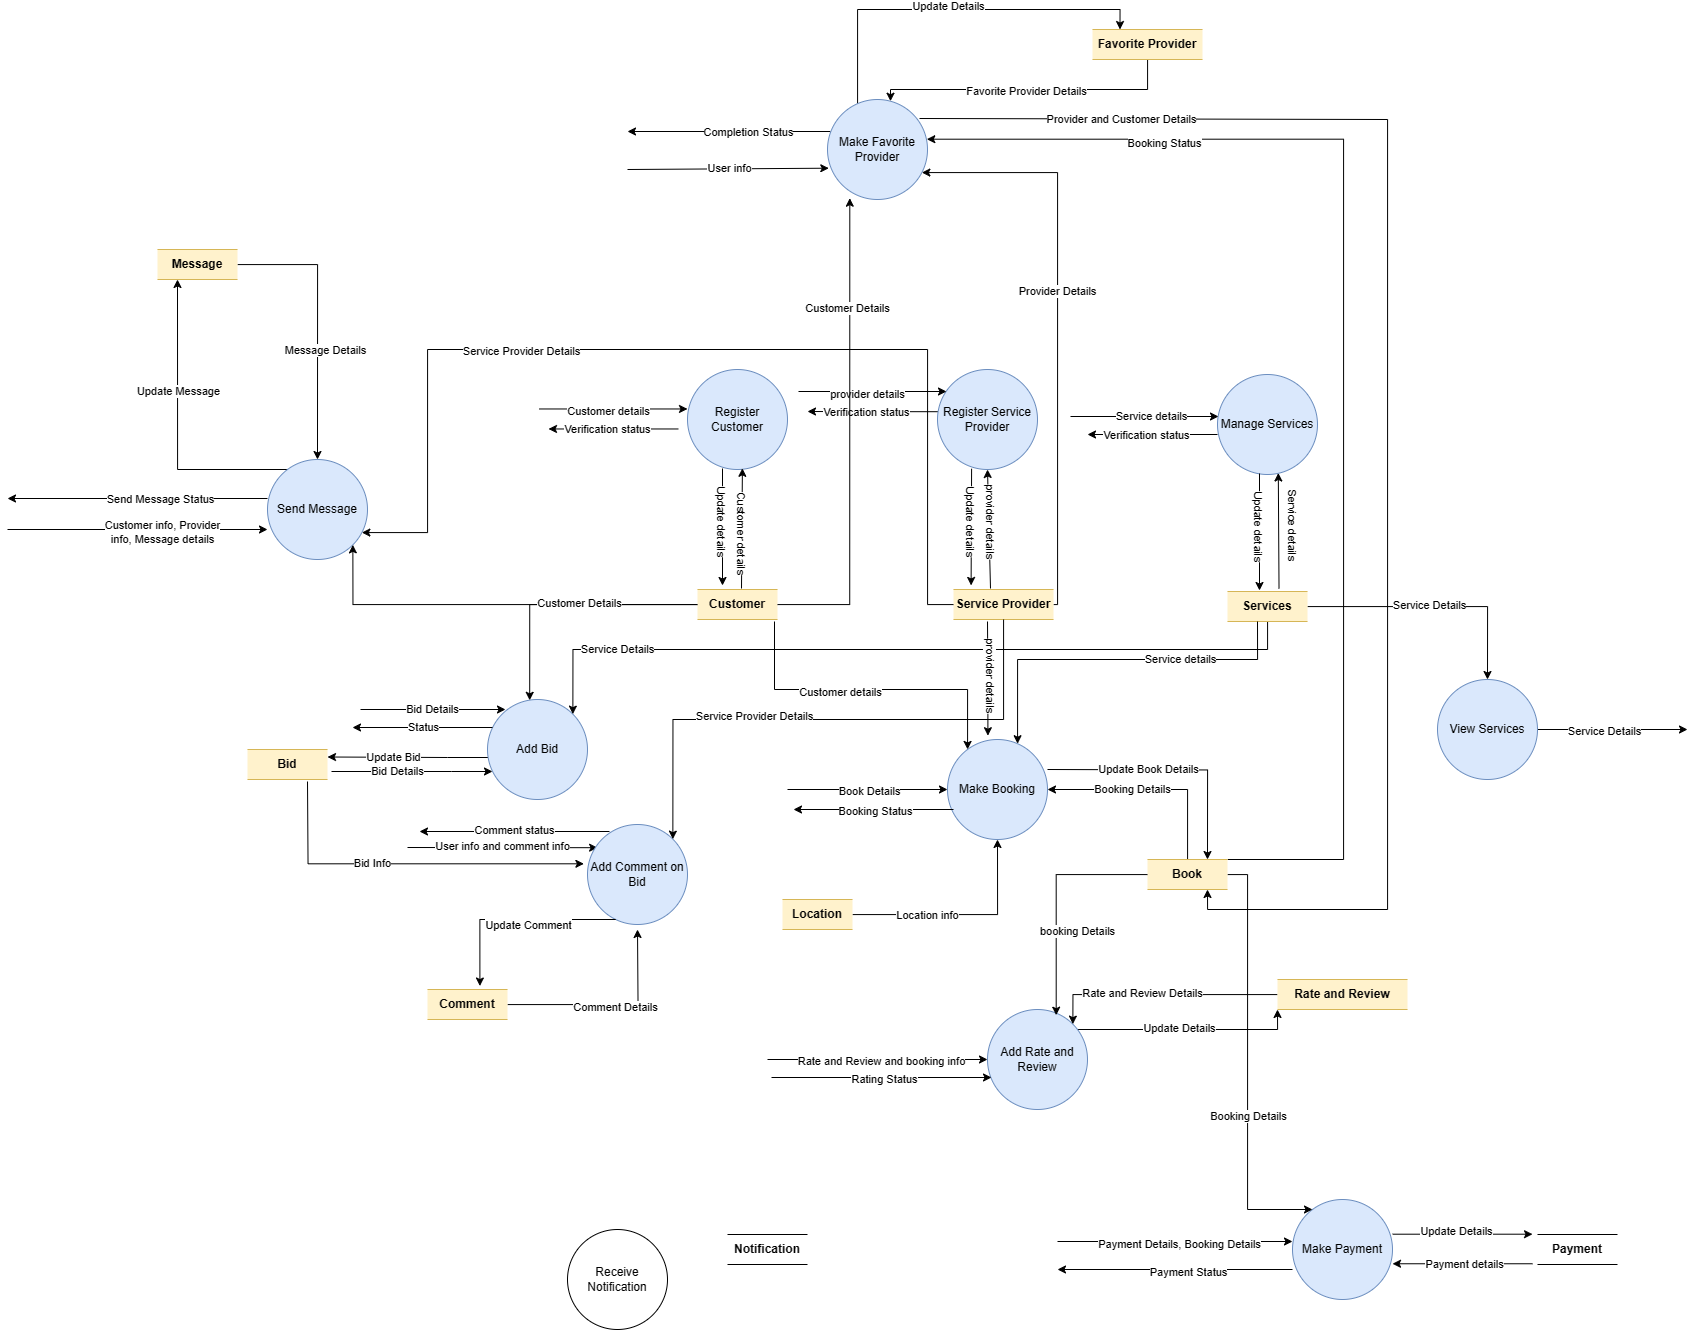 Update Details
Favorite Provider
Favorite Provider Details
Provider and Customer Details
Completion Status
Make Favorite
Provider
Booking Status
User info
Message
Provider Details
Customer Details
Message Details
Service Provider Details
Update Message
provider details
Customer details
Verification status
Register
Customer
Verification status
Register Service
Provider
Service details
Verification status
Manage Services
Update details
Customer details
Update details
provider details
Update details
Service details
Send Message Status
Send Message
Customer info, Provider
info, Message details
Customer Details
Customer
Service Provider
Services
Service Details
Service Details
provider details
Service details
Customer details
Bid Details
Service Provider Details
Status
Add Bid
View Services
Service Details
Bid
Update Bid
Bid Details
Update Book Details
Make Booking
Book Details
Booking Details
Booking Status
Comment status
User info and comment info
Bid Info
Add Comment on
Bid
Book
Location
Location info
Update Comment
booking Details
Comment
Comment Details
Rate and Review Details
Rate and Review
Update Details
Add Rate and
Review
Rate and Review and booking info
Rating Status
Booking Details
Receive
Notification
Notification
Payment Details, Booking Details
Payment Status
Make Payment
Update Details
Payment details
Payment